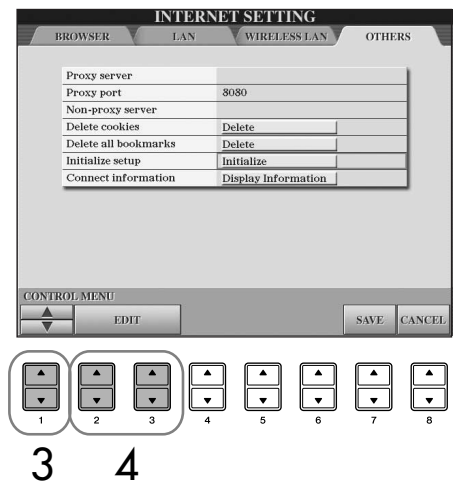 INTERNET SETTING
BROWSER LAN WIRELESS LAN OTHERS
Proxy server
Proxy port 8080
Non-proxy server
Delete cookies Delete
Delete all bookmarks Delete
Initialize setup Initialize
Connect information Display Information
CONTROL MENU
EDIT SAVE CANCEL
1 2 3 4 5 6 7 8
3 4